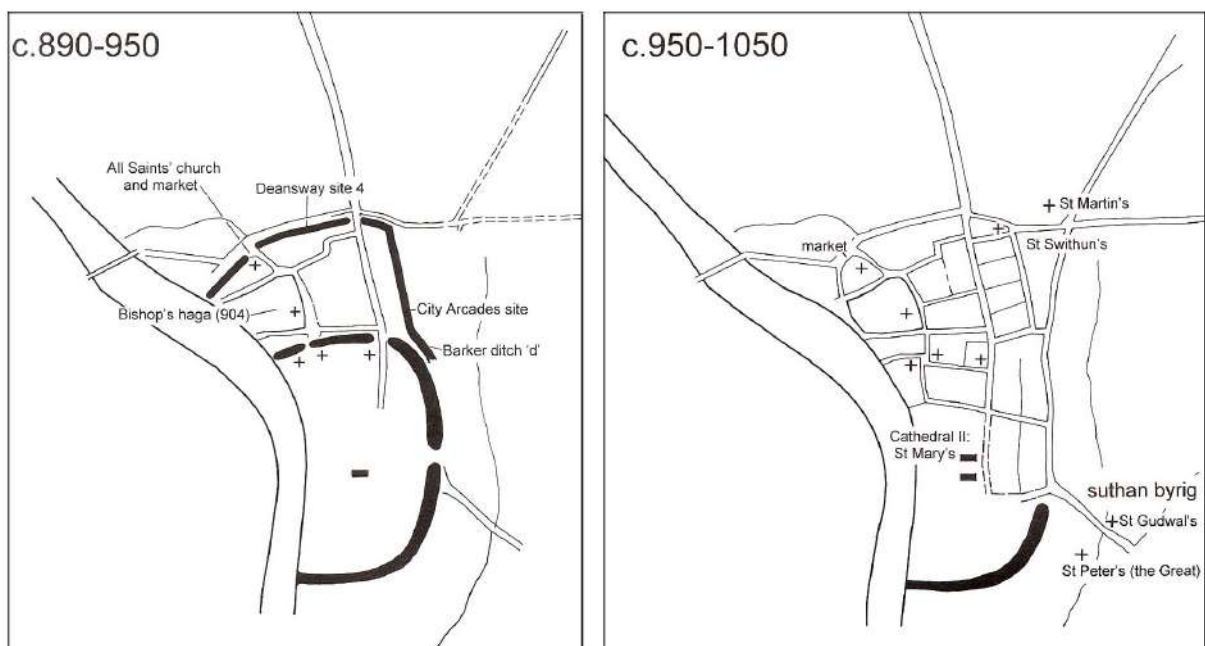 c.890-950
All Saints' church
and market
Deansway site 4
Bishop's haga (904)
City Arcades site
Barker ditch 'd'
c.950-1050
St Martin's
market
St Swithun's
Cathedral II:
St Mary's
suthan byrig
St Gudwal's
St Peter's (the Great)